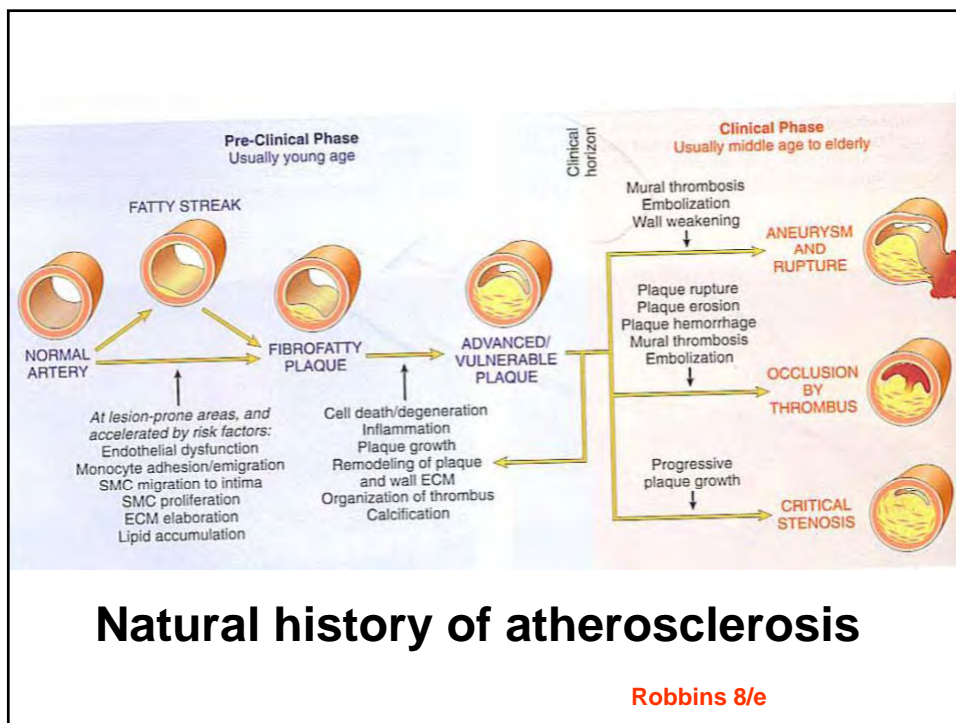 Pre-Clinical Phase
Usually young age
Clinical
horizon
Clinical Phase
Usually middle age to elderly
FATTY STREAK
NORMAL
ARTERY
FIBROFATTY
PLAQUE
ADVANCED/
VULNERABLE
PLAQUE
At lesion-prone areas, and
accelerated by risk factors:
Endothelial dysfunction
Monocyte adhesion/emigration
SMC migration to intima
SMC proliferation
ECM elaboration
Lipid accumulation
Cell death/degeneration
Inflammation
Plaque growth
Remodeling of plaque
and wall ECM
Organization of thrombus
Calcification
Mural thrombosis
Embolization
Wall weakening
ANEURYSM
AND
RUPTURE
Plaque rupture
Plaque erosion
Plaque hemorrhage
Mural thrombosis
Embolization
OCCLUSION
BY
THROMBUS
Progressive
plaque growth
CRITICAL
STENOSIS
Natural history of atherosclerosis
Robbins 8/e